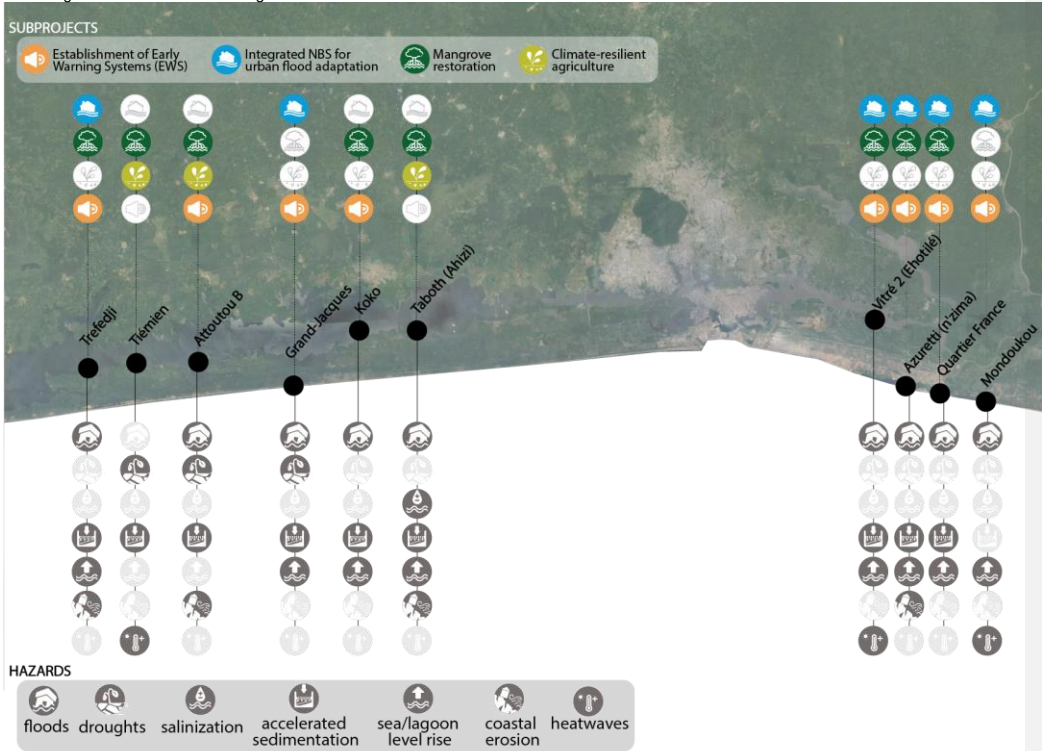 SUBPROJECTS
Establishment of Early
Warning Systems (EWS)
Integrated NBS for
urban flood adaptation
Mangrove
restoration
Climate-resilient
agriculture
Trefedji
Tiemien
Attoutou B
Grand-Jacques
Koko
Taboth (Ahizi)
Vitré 2 (Ehotilé)
Azuretti (n'zima)
Quartier France
Mondoukou
HAZARDS
floods
droughts
salinization
accelerated
sedimentation
sea/lagoon
level rise
coastal
erosion
heatwaves